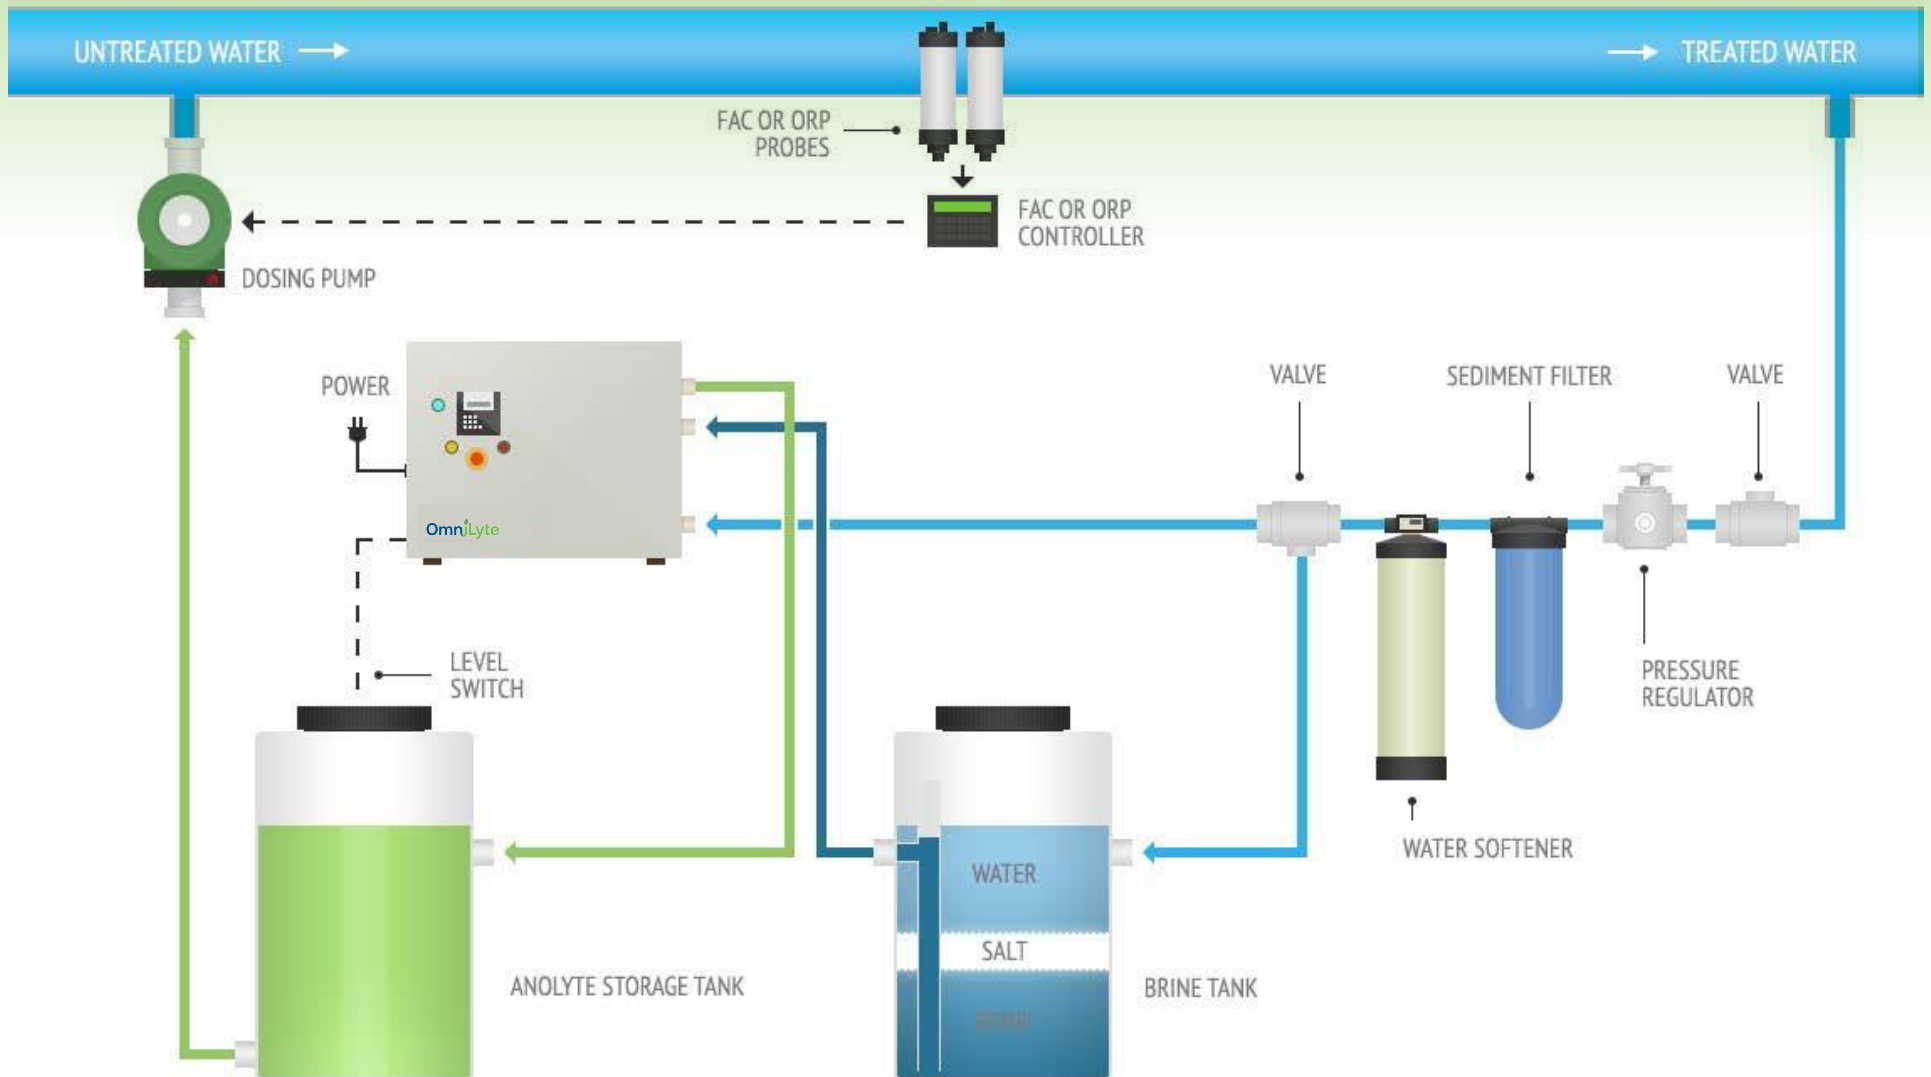 UNTREATED WATER
TREATED WATER
FAC OR ORP
PROBES
FAC OR ORP
CONTROLLER
DOSING PUMP
POWER
VALVE
SEDIMENT FILTER
VALVE
OmniLyte
LEVEL
SWITCH
PRESSURE
REGULATOR
WATER SOFTENER
WATER
SALT
ANOLYTE STORAGE TANK
BRINE TANK